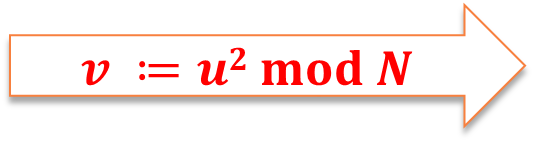 v := u² mod N